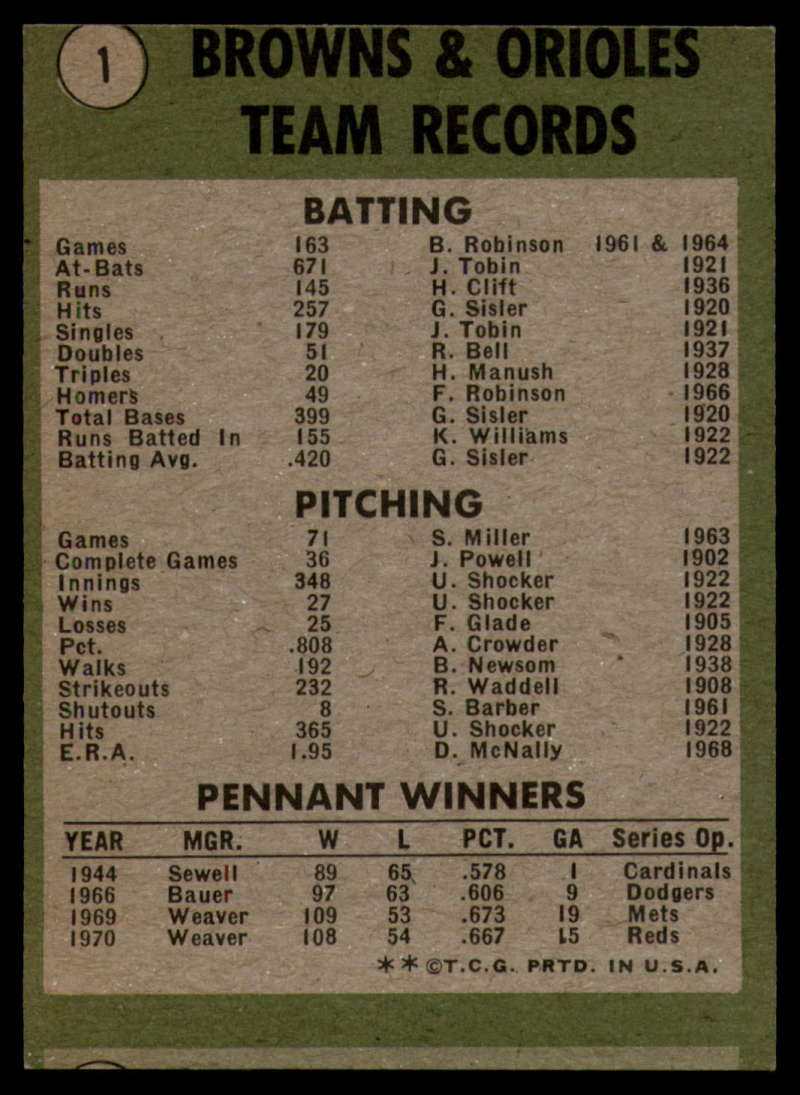 1
BROWNS & ORIOLES
TEAM RECORDS
BATTING
Games 163 B. Robinson 1961 & 1964
At-Bats 671 J. Tobin 1921
Runs 145 H. Clift 1936
Hits 257 G. Sisler 1920
Singles 179 J. Tobin 1921
Doubles 51 R. Bell 1937
Triples 20 H. Manush 1928
Homers 49 F. Robinson 1966
Total Bases 399 G. Sisler 1920
Runs Batted In 155 K. Williams 1922
Batting Avg. .420 G. Sisler 1922
PITCHING
Games 71 S. Miller 1963
Complete Games 36 J. Powell 1902
Innings 348 U. Shocker 1922
Wins 27 U. Shocker 1922
Losses 25 F. Glade 1905
Pct. .808 A. Crowder 1928
Walks 192 B. Newsom 1938
Strikeouts 232 R. Waddell 1908
Shutouts 8 S. Barber 1961
Hits 365 U. Shocker 1922
E.R.A. 1.95 D. McNally 1968
PENNANT WINNERS
YEAR MGR. W L PCT. GA Series Op.
1944 Sewell 89 65 .578 1 Cardinals
1966 Bauer 97 63 .606 9 Dodgers
1969 Weaver 109 53 .673 19 Mets
1970 Weaver 108 54 .667 15 Reds
**©T.C.G. PRTD. IN U.S.A.